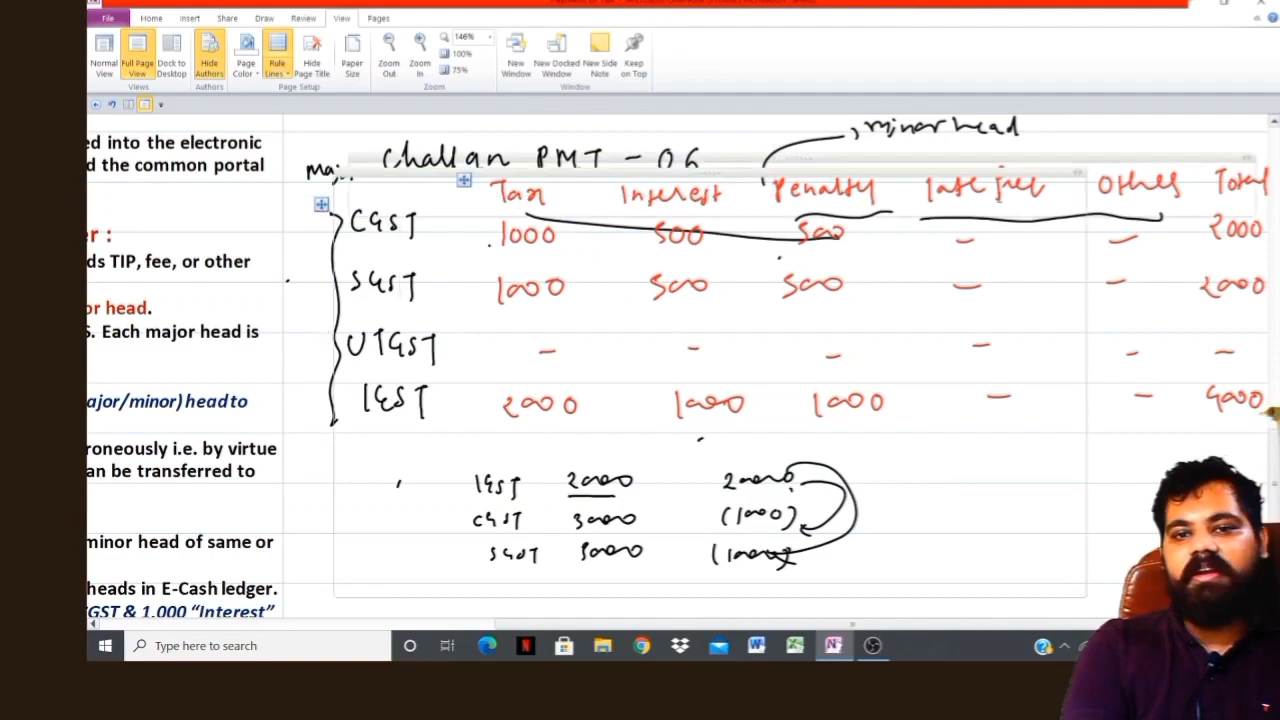 File Home Insert Share Draw Review View Pages
Normal View Full Page View Dock to Desktop Hide Authors Page Color Rule Lines Hide Page Title Paper Size Zoom Out Zoom In 146% 100% 75% New Window New Docked Window New Side Note Keep on Top
Views Authors Page Setup Zoom Window
ed into the electronic
d the common portal
r :
ds TIP, fee, or other
or head.
S. Each major head is
ajor/minor) head to
roneously i.e. by virtue
can be transferred to
minor head of same or
heads in E-Cash ledger.
GST & 1,000 “Interest”
minor head
Challan PMT - 06
Tax Interest Penalty late fee Others Total
CGST 1000 500 500 - - 2000
SGST 1000 500 500 - - 2000
UTGST - - - - - -
IGST 2000 1000 1000 - - 4000
IGST 2000
CGST 3000 (1000)
SGST (1000)
Type here to search